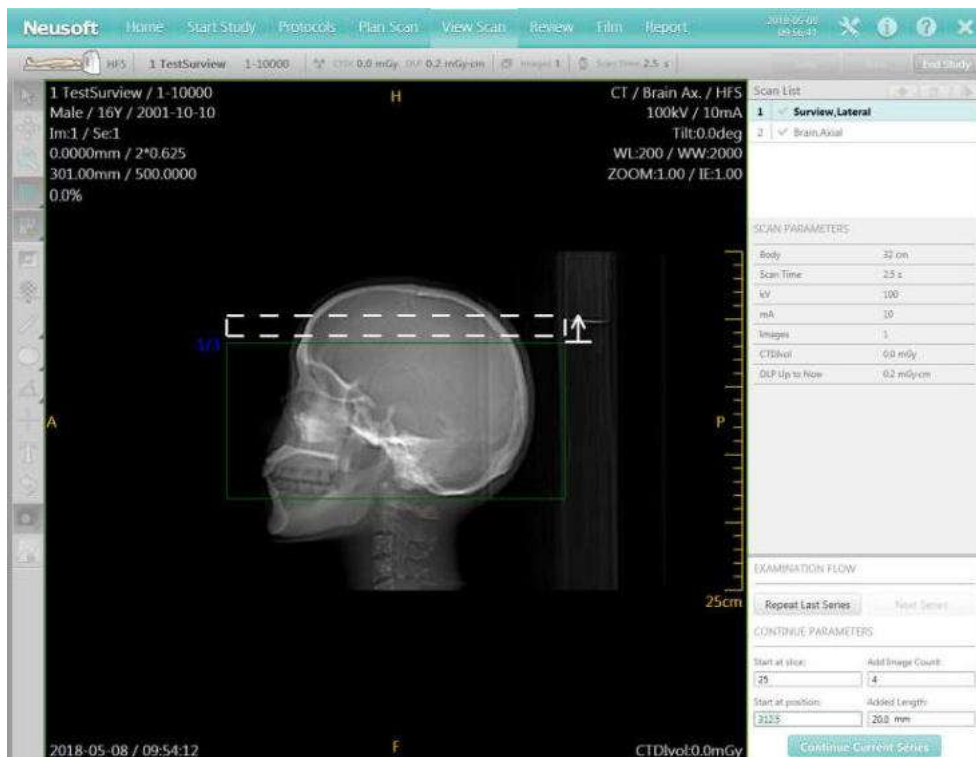 Neusoft Home Start Study Protocols Plan Scan View Scan Review Film Report 2018-05-08 09:56:41
HFS 1 TestSurview 1-10000 CTDI 0.0 mGy DLP 0.2 mGy-cm Images 1 Scan Time 2.5 s End Study
1 TestSurview / 1-10000
Male / 16Y / 2001-10-10
Im:1 / Se:1
0.0000mm / 2*0.625
301.00mm / 500.0000
0.0%
H
CT / Brain Ax. / HFS
100kV / 10mA
Tilt:0.0deg
WL:200 / WW:2000
ZOOM:1.00 / IE:1.00
A
P
25cm
2018-05-08 / 09:54:12
F
CTDIvol:0.0mGy
Scan List
1 Surview,Lateral
2 Brain,Axial
SCAN PARAMETERS
Body 32 cm
Scan Time 2.5 s
kV 100
mA 10
Images 1
CTDIvol 0.0 mGy
DLP Up to Now 0.2 mGy-cm
EXAMINATION FLOW
Repeat Last Series Next Series
CONTINUE PARAMETERS
Start at slice: Add Image Count:
25 4
Start at position: Added Length:
312.5 20.0 mm
Continue Current Series